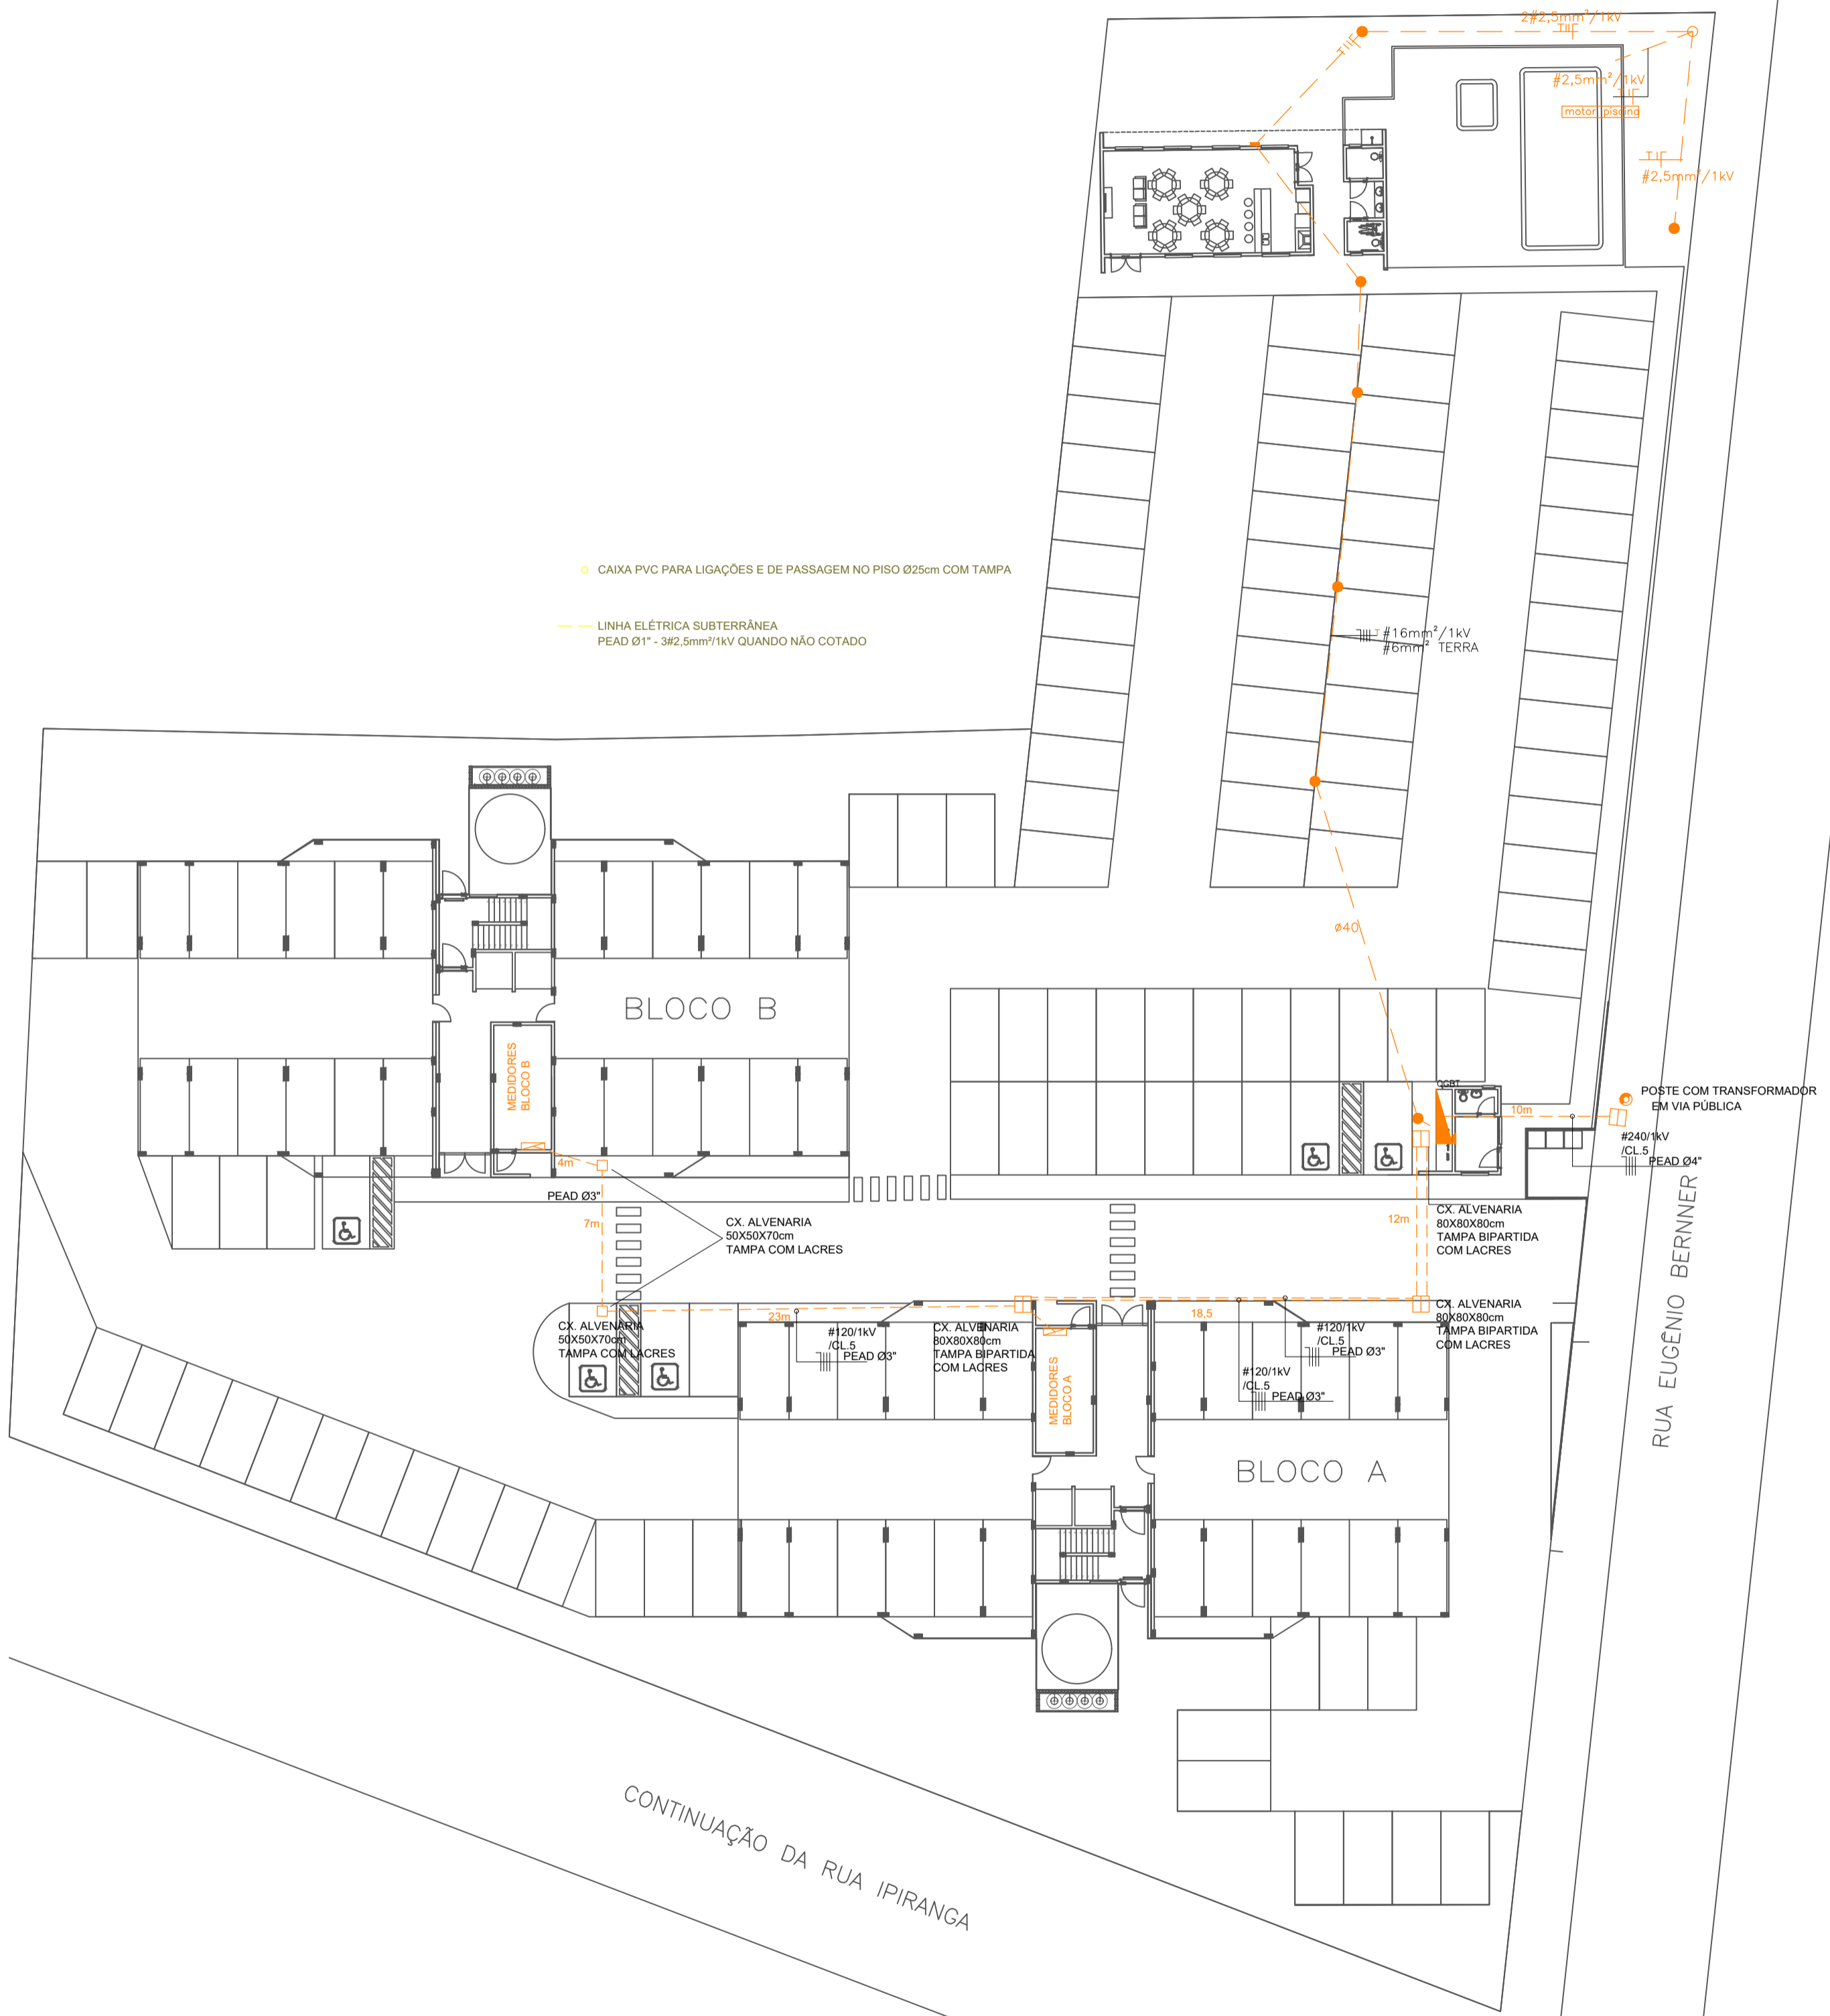 2#2,5mm²/1kV
TIIF
TIIF
#2,5mm²/1kV
TIF
motor piscina
TIF
#2,5mm²/1kV
CAIXA PVC PARA LIGAÇÕES E DE PASSAGEM NO PISO Ø25cm COM TAMPA
LINHA ELÉTRICA SUBTERRÂNEA
PEAD Ø1" - 3#2,5mm²/1kV QUANDO NÃO COTADO
T #16mm²/1kV
#6mm² TERRA
Ø40
BLOCO B
MEDIDORES
BLOCO B
QGBT
10m
POSTE COM TRANSFORMADOR
EM VIA PÚBLICA
#240/1kV
/CL.5
PEAD Ø4"
4m
PEAD Ø3"
7m
CX. ALVENARIA
50X50X70cm
TAMPA COM LACRES
12m
CX. ALVENARIA
80X80X80cm
TAMPA BIPARTIDA
COM LACRES
RUA EUGÊNIO BERNNER
CX. ALVENARIA
50X50X70cm
TAMPA COM LACRES
23m
#120/1kV
/CL.5
PEAD Ø3"
CX. ALVENARIA
80X80X80cm
TAMPA BIPARTIDA
COM LACRES
18,5
#120/1kV
/CL.5
PEAD Ø3"
CX. ALVENARIA
80X80X80cm
TAMPA BIPARTIDA
COM LACRES
#120/1kV
/CL.5
PEAD Ø3"
MEDIDORES
BLOCO A
BLOCO A
CONTINUAÇÃO DA RUA IPIRANGA